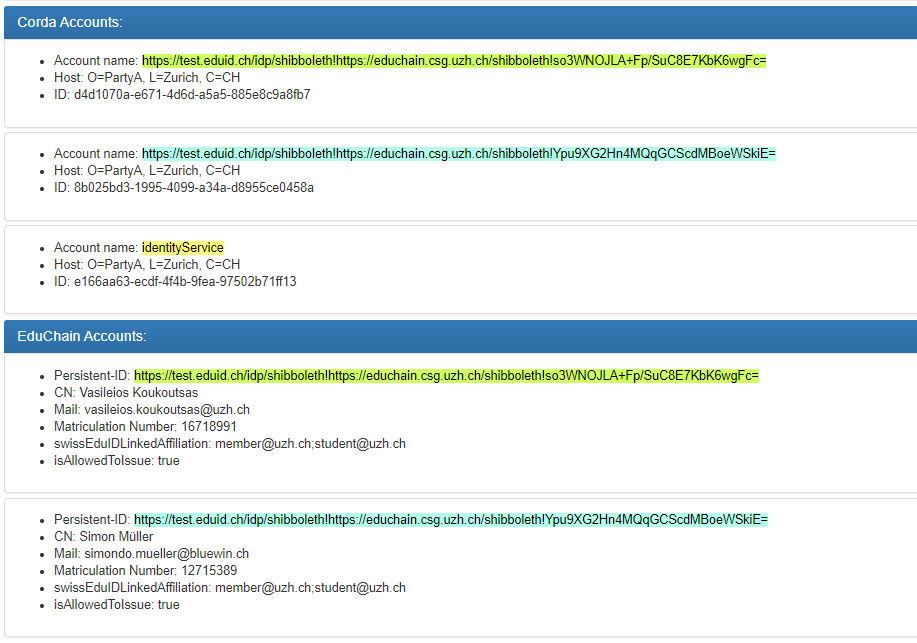 Corda Accounts:
Account name: https://test.eduid.ch/idp/shibboleth!https://educhain.csg.uzh.ch/shibboleth!so3WNOJLA+Fp/SuC8E7KbK6wgFc=
Host: O=PartyA, L=Zurich, C=CH
ID: d4d1070a-e671-4d6d-a5a5-885e8c9a8fb7
Account name: https://test.eduid.ch/idp/shibboleth!https://educhain.csg.uzh.ch/shibboleth!Ypu9XG2Hn4MQqGCScdMBoeWSkiE=
Host: O=PartyA, L=Zurich, C=CH
ID: 8b025bd3-1995-4099-a34a-d8955ce0458a
Account name: identityService
Host: O=PartyA, L=Zurich, C=CH
ID: e166aa63-ecdf-4f4b-9fea-97502b71ff13
EduChain Accounts:
Persistent-ID: https://test.eduid.ch/idp/shibboleth!https://educhain.csg.uzh.ch/shibboleth!so3WNOJLA+Fp/SuC8E7KbK6wgFc=
CN: Vasileios Koukoutsas
Mail: vasileios.koukoutsas@uzh.ch
Matriculation Number: 16718991
swissEduIDLinkedAffiliation: member@uzh.ch;student@uzh.ch
isAllowedToIssue: true
Persistent-ID: https://test.eduid.ch/idp/shibboleth!https://educhain.csg.uzh.ch/shibboleth!Ypu9XG2Hn4MQqGCScdMBoeWSkiE=
CN: Simon Müller
Mail: simondo.mueller@bluewin.ch
Matriculation Number: 12715389
swissEduIDLinkedAffiliation: member@uzh.ch;student@uzh.ch
isAllowedToIssue: true